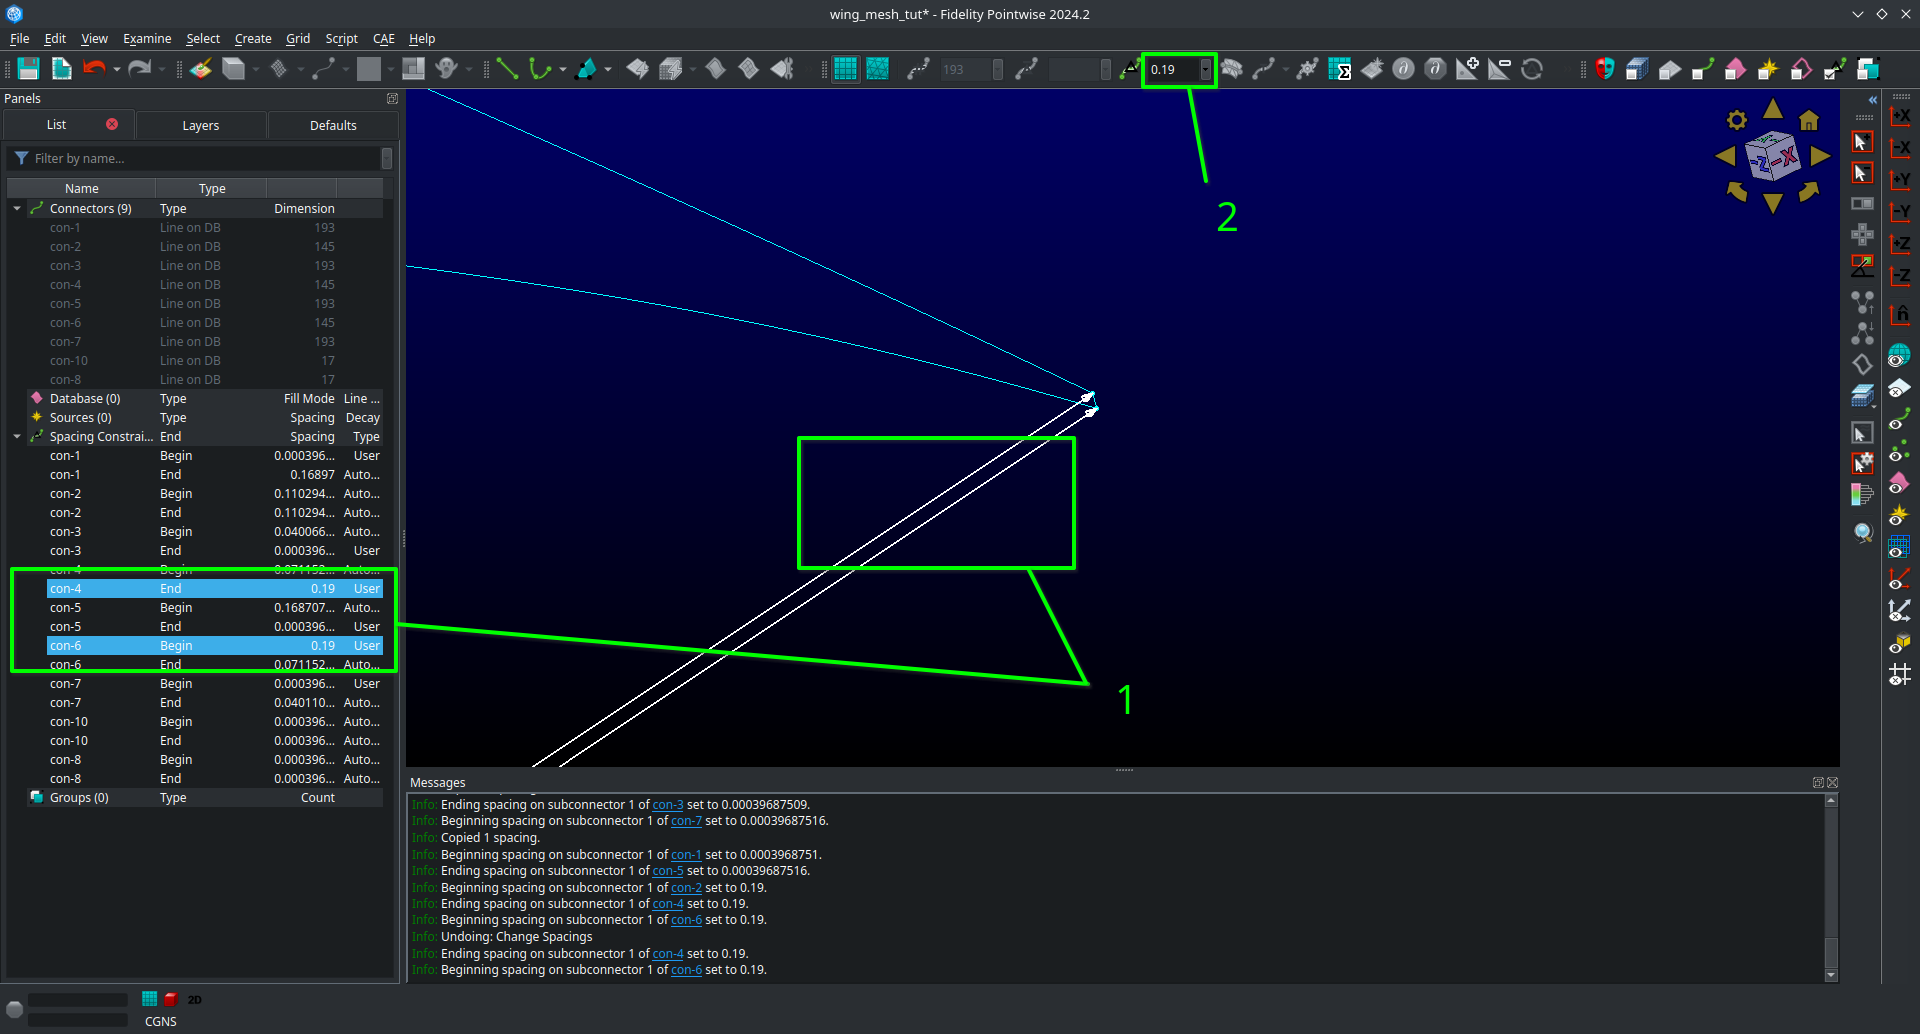 wing_mesh_tut* - Fidelity Pointwise 2024.2
File Edit View Examine Select Create Grid Script CAE Help
193 0.19
Panels
List Layers Defaults
Filter by name...
Name Type
Connectors (9) Type Dimension
con-1 Line on DB 193
con-2 Line on DB 145
con-3 Line on DB 193
con-4 Line on DB 145
con-5 Line on DB 193
con-6 Line on DB 145
con-7 Line on DB 193
con-10 Line on DB 17
con-8 Line on DB 17
Database (0) Type Fill Mode Line ...
Sources (0) Type Spacing Decay
Spacing Constrai... End Spacing Type
con-1 Begin 0.000396... User
con-1 End 0.16897 Auto...
con-2 Begin 0.110294... Auto...
con-2 End 0.110294... Auto...
con-3 Begin 0.040066... Auto...
con-3 End 0.000396... User
con-4 Begin 0.071152... Auto...
con-4 End 0.19 User
con-5 Begin 0.168707... Auto...
con-5 End 0.000396... User
con-6 Begin 0.19 User
con-6 End 0.071152... Auto...
con-7 Begin 0.000396... User
con-7 End 0.040110... Auto...
con-10 Begin 0.000396... Auto...
con-10 End 0.000396... Auto...
con-8 Begin 0.000396... Auto...
con-8 End 0.000396... Auto...
Groups (0) Type Count
2
1
-Z -X
+X
-X
+Y
-Y
+Z
-Z
n̂
Messages
Info: Ending spacing on subconnector 1 of con-3 set to 0.00039687509.
Info: Beginning spacing on subconnector 1 of con-7 set to 0.00039687516.
Info: Copied 1 spacing.
Info: Beginning spacing on subconnector 1 of con-1 set to 0.0003968751.
Info: Ending spacing on subconnector 1 of con-5 set to 0.00039687516.
Info: Beginning spacing on subconnector 1 of con-2 set to 0.19.
Info: Ending spacing on subconnector 1 of con-4 set to 0.19.
Info: Beginning spacing on subconnector 1 of con-6 set to 0.19.
Info: Undoing: Change Spacings
Info: Ending spacing on subconnector 1 of con-4 set to 0.19.
Info: Beginning spacing on subconnector 1 of con-6 set to 0.19.
2D
CGNS